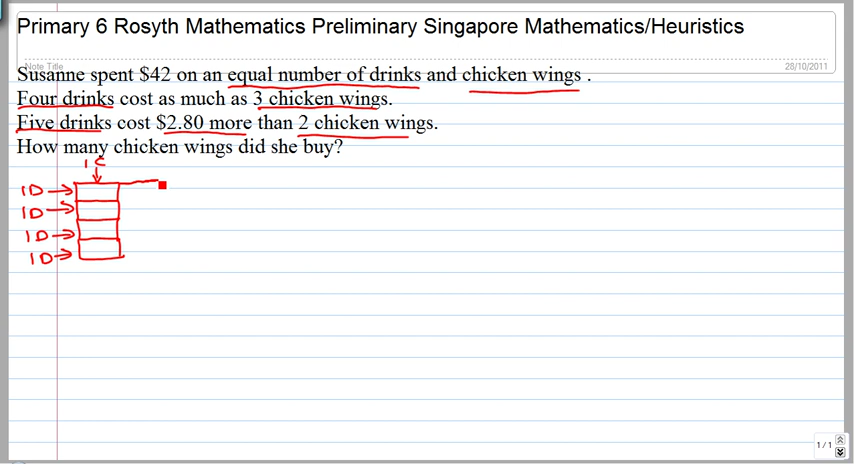 Primary 6 Rosyth Mathematics Preliminary Singapore Mathematics/Heuristics
Note Title
28/10/2011
Susanne spent $42 on an equal number of drinks and chicken wings .
Four drinks cost as much as 3 chicken wings.
Five drinks cost $2.80 more than 2 chicken wings.
How many chicken wings did she buy?
1C
1D
1D
1D
1D
1/1